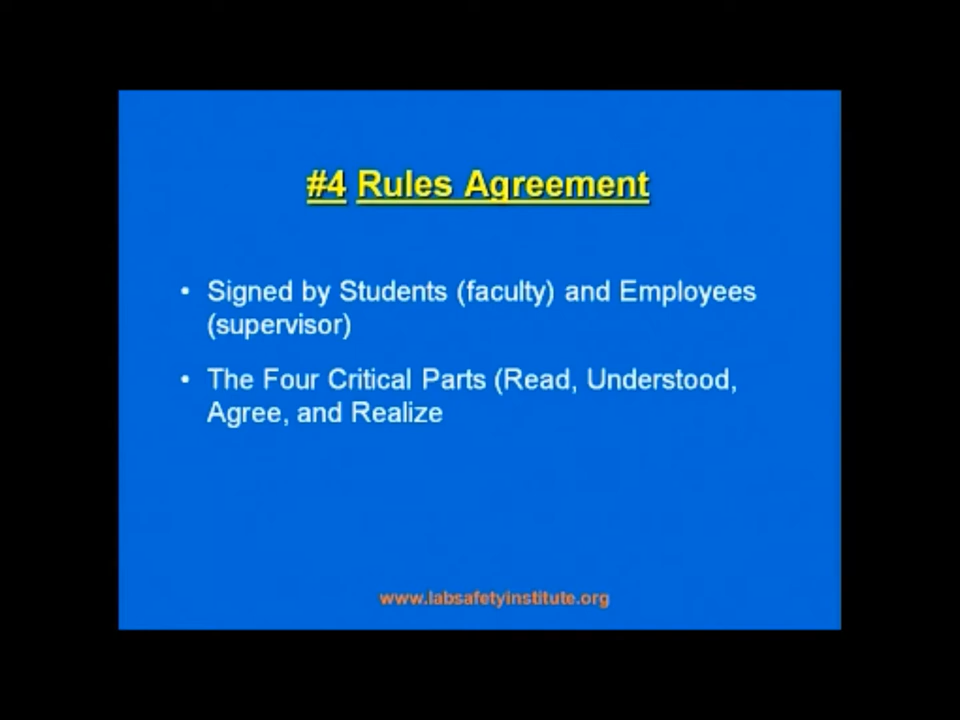 #4 Rules Agreement
• Signed by Students (faculty) and Employees
(supervisor)
• The Four Critical Parts (Read, Understood,
Agree, and Realize
www.labsafetyinstitute.org